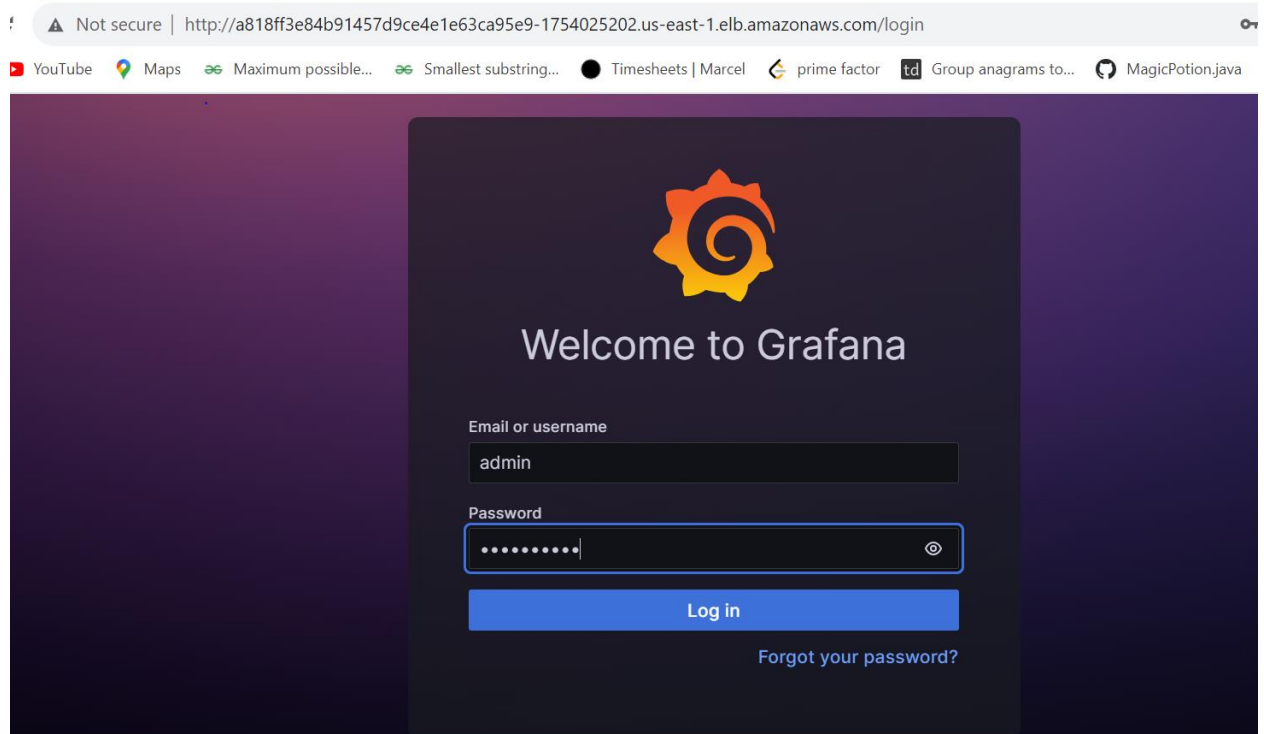 Not secure | http://a818ff3e84b91457d9ce4e1e63ca95e9-1754025202.us-east-1.elb.amazonaws.com/login
YouTube Maps Maximum possible... Smallest substring... Timesheets | Marcel prime factor td Group anagrams to... MagicPotion.java
Welcome to Grafana
Email or username
admin
Password
••••••••••
Log in
Forgot your password?